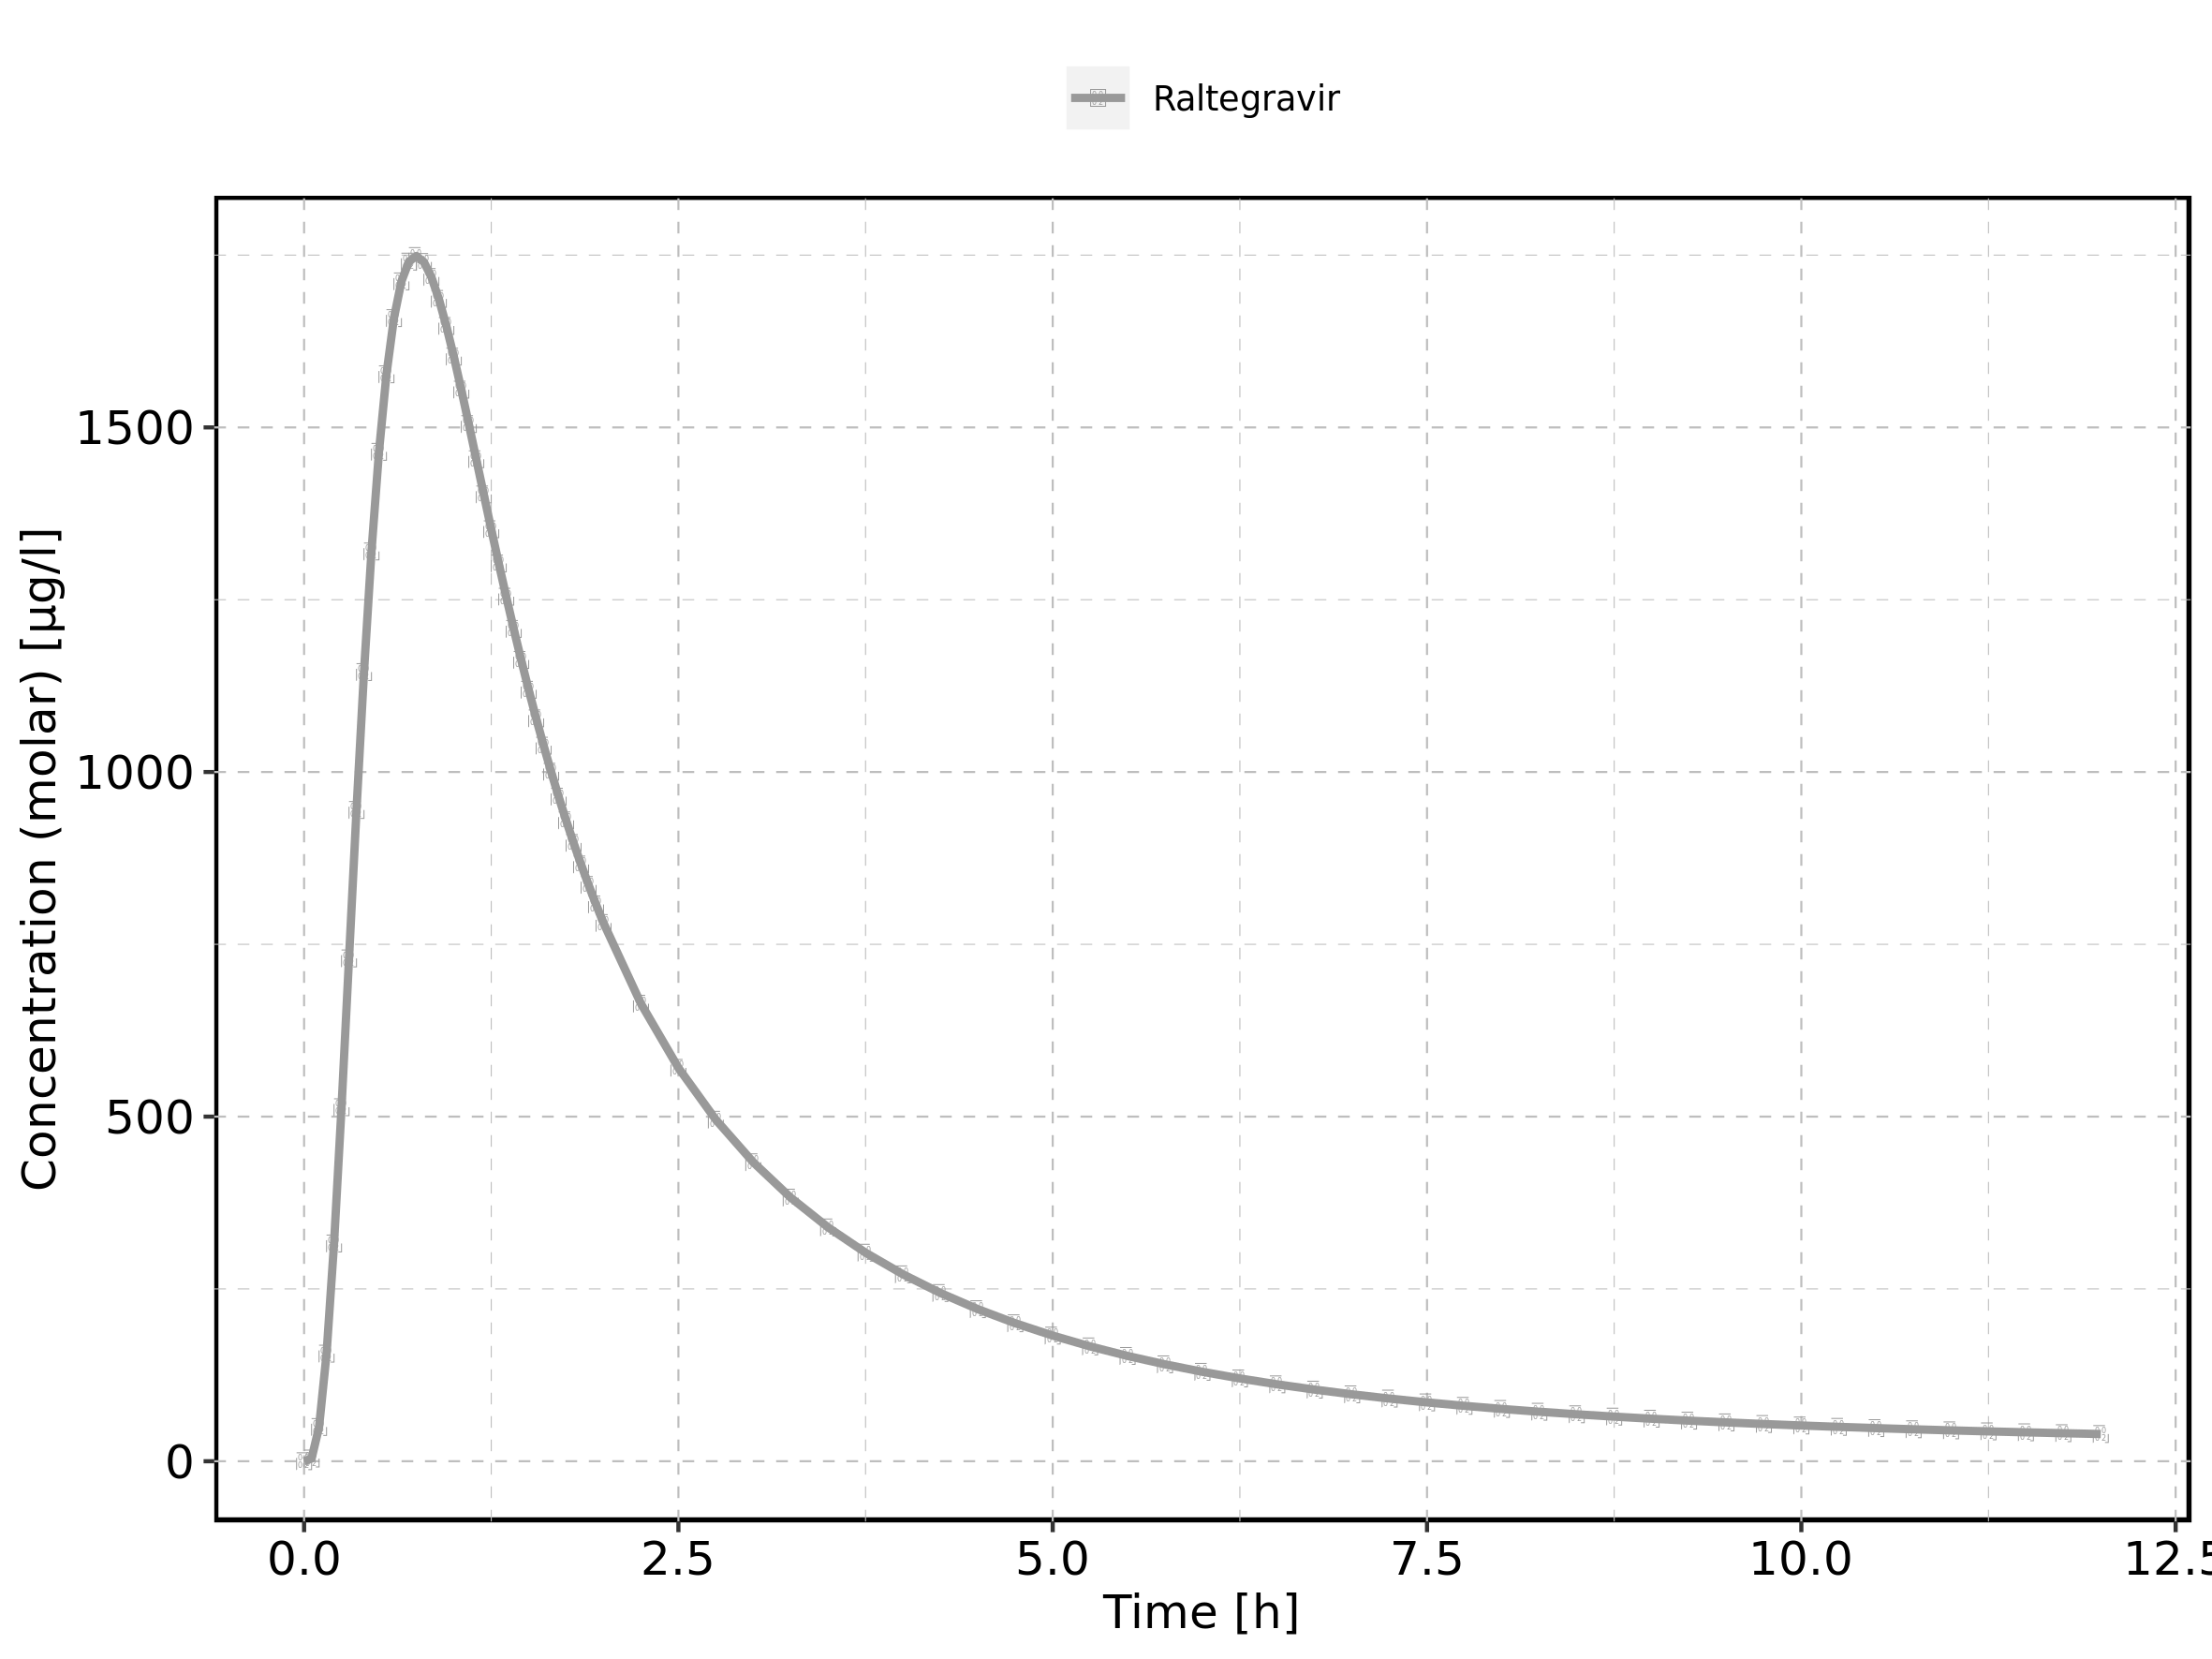 Raltegravir
Concentration (molar) [µg/l]
1500
1000
500
0
0.0 2.5 5.0 7.5 10.0 12.5
Time [h]